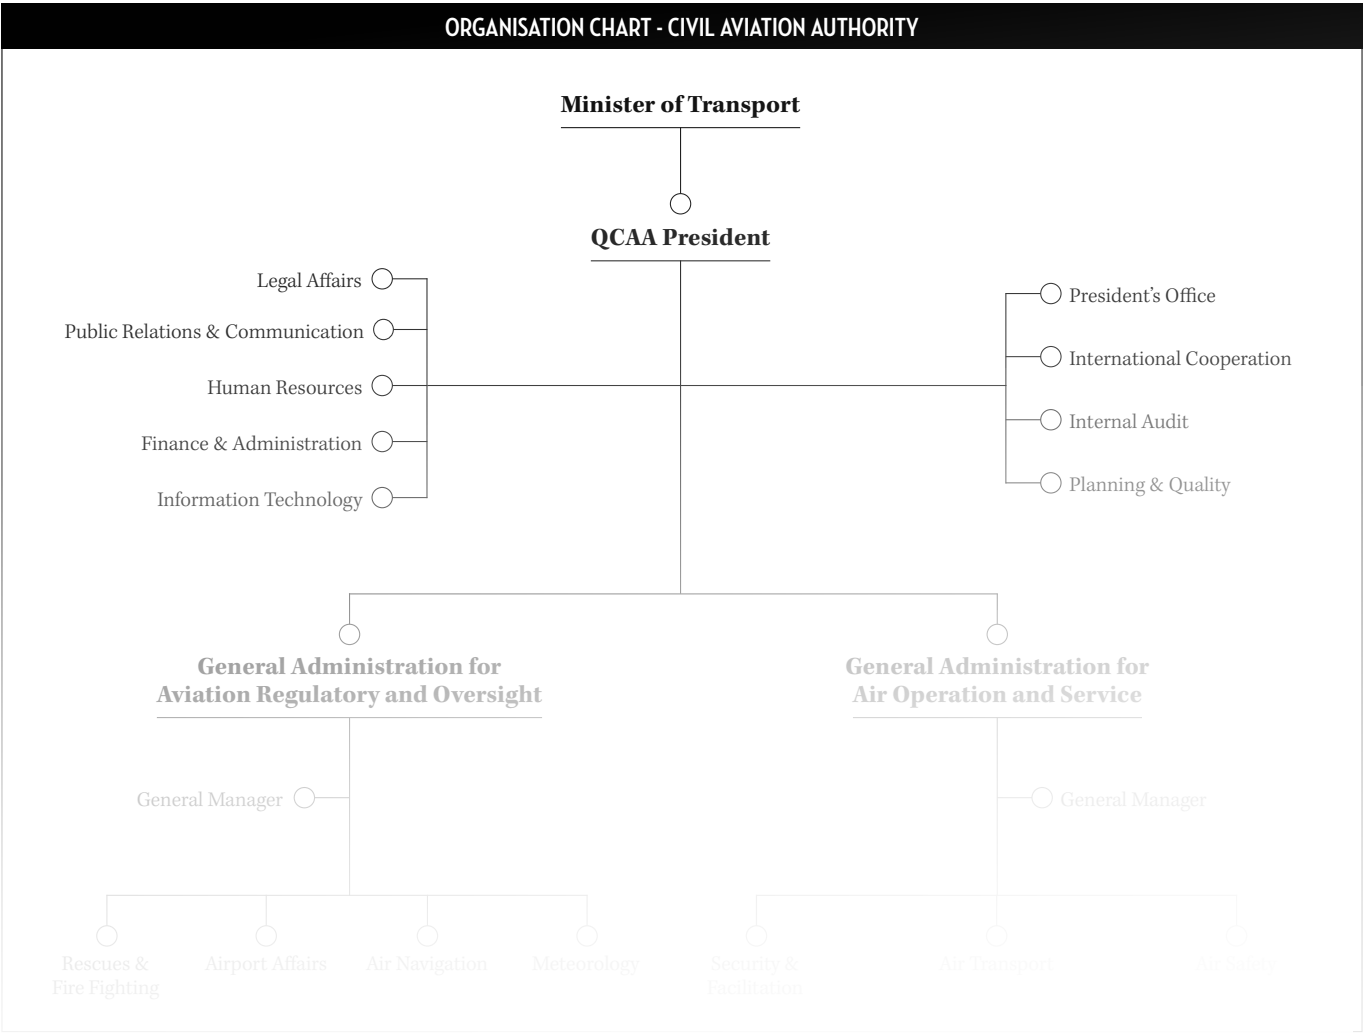 ORGANISATION CHART - CIVIL AVIATION AUTHORITY
Minister of Transport
QCAA President
Legal Affairs
Public Relations & Communication
Human Resources
Finance & Administration
Information Technology
President’s Office
International Cooperation
Internal Audit
Planning & Quality
General Administration for
Aviation Regulatory and Oversight
General Administration for
Air Operation and Service
General Manager
General Manager
Rescues &
Fire Fighting
Airport Affairs
Air Navigation
Meteorology
Security &
Facilitation
Air Transport
Air Safety